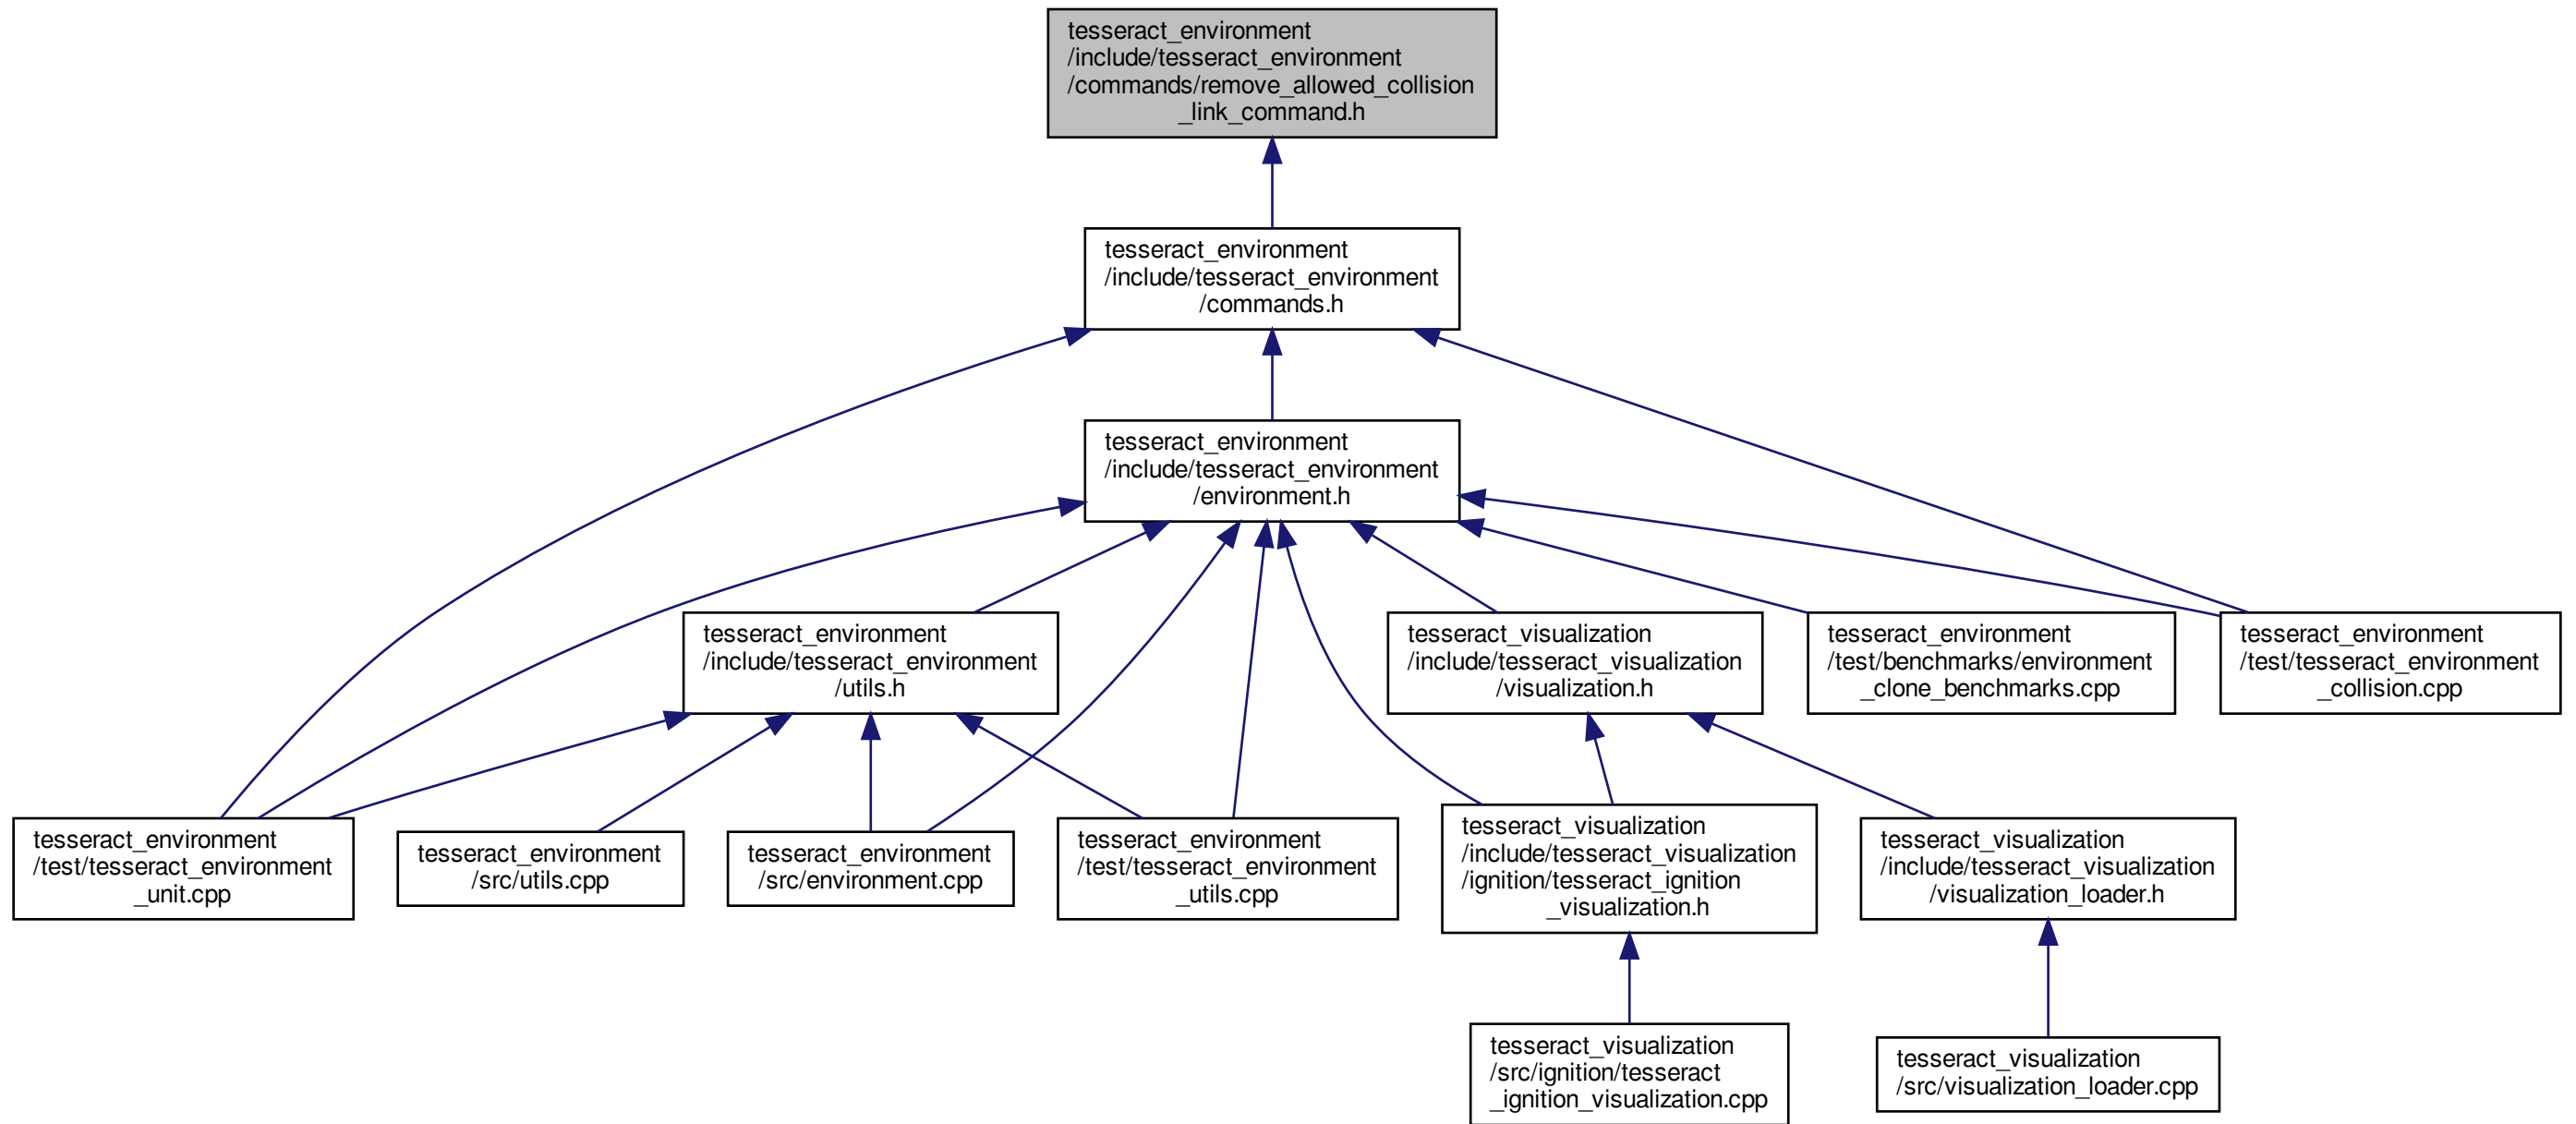 tesseract_environment
/include/tesseract_environment
/commands/remove_allowed_collision
_link_command.h
tesseract_environment
/include/tesseract_environment
/commands.h
tesseract_environment
/include/tesseract_environment
/environment.h
tesseract_environment
/include/tesseract_environment
/utils.h
tesseract_visualization
/include/tesseract_visualization
/visualization.h
tesseract_environment
/test/benchmarks/environment
_clone_benchmarks.cpp
tesseract_environment
/test/tesseract_environment
_collision.cpp
tesseract_environment
/test/tesseract_environment
_unit.cpp
tesseract_environment
/src/utils.cpp
tesseract_environment
/src/environment.cpp
tesseract_environment
/test/tesseract_environment
_utils.cpp
tesseract_visualization
/include/tesseract_visualization
/ignition/tesseract_ignition
_visualization.h
tesseract_visualization
/include/tesseract_visualization
/visualization_loader.h
tesseract_visualization
/src/ignition/tesseract
_ignition_visualization.cpp
tesseract_visualization
/src/visualization_loader.cpp